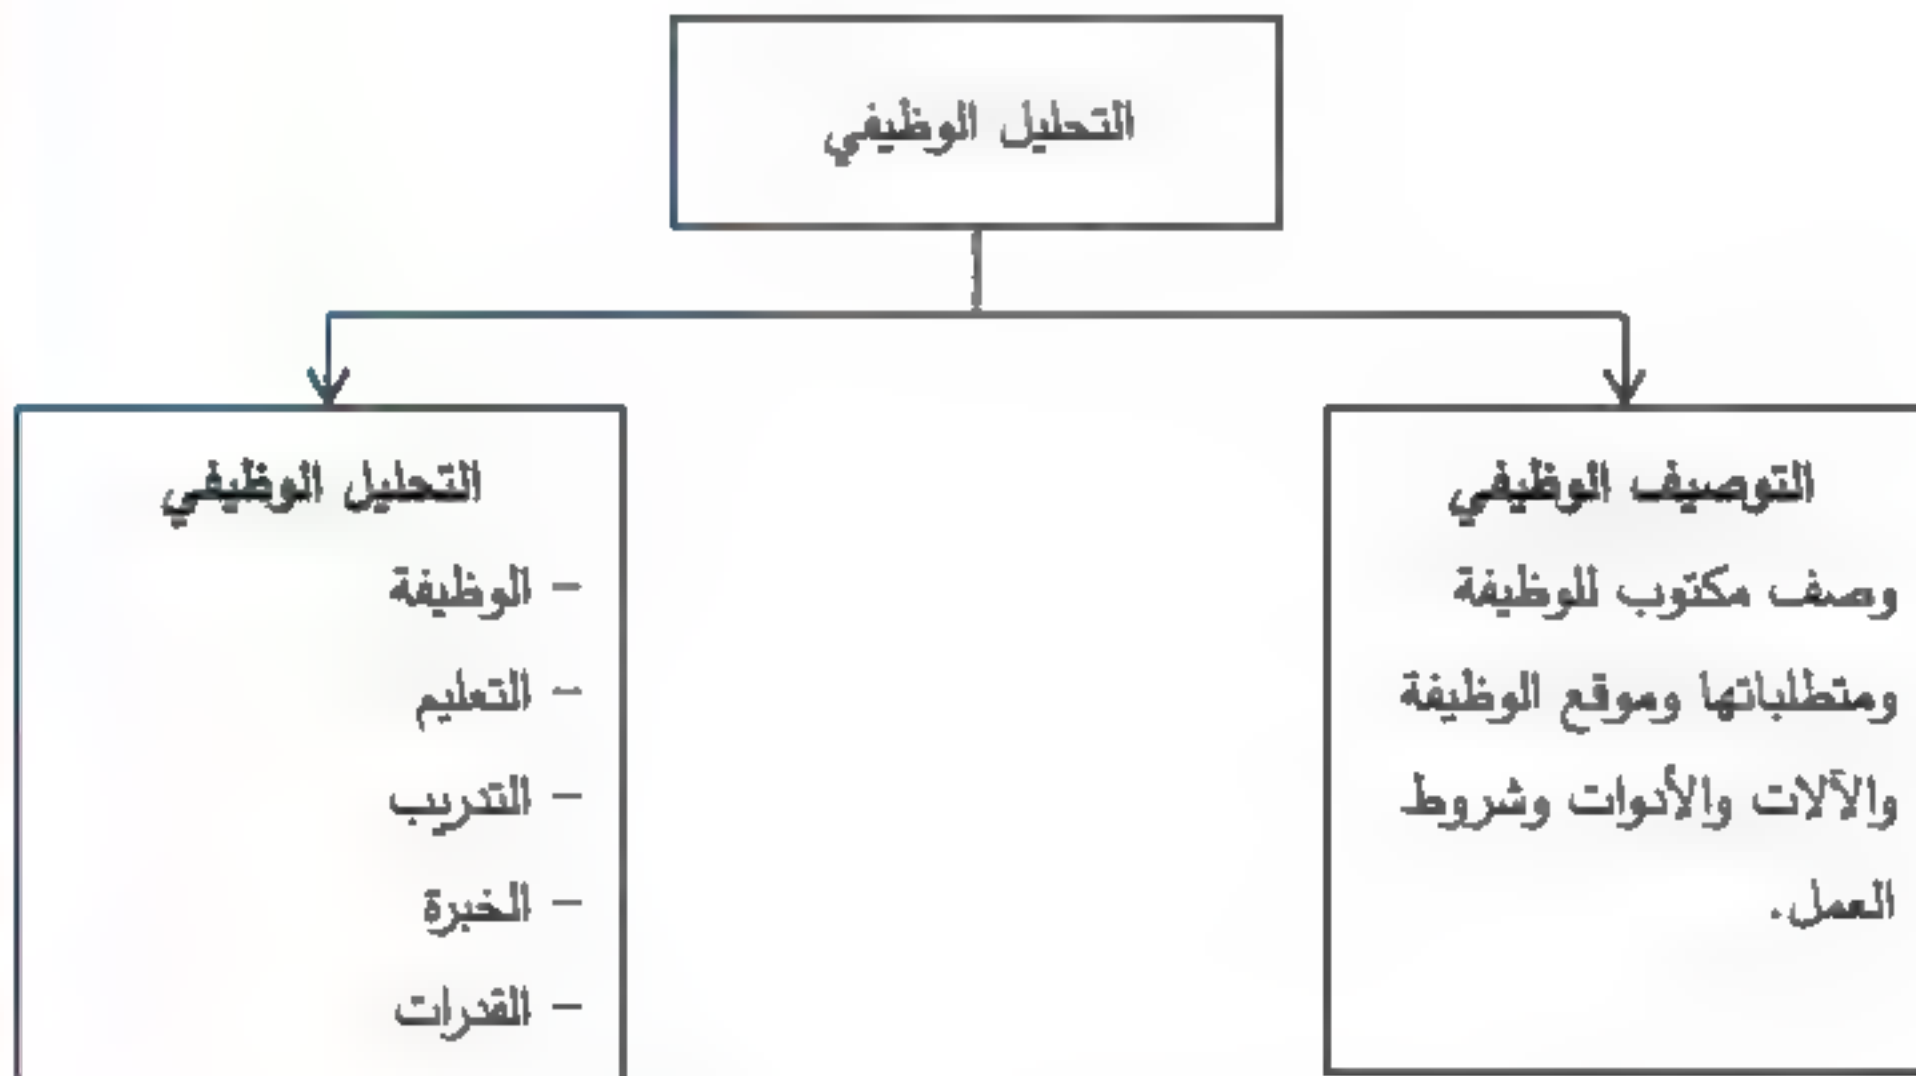 التحليل الوظيفي
التوصيف الوظيفي
وصف مكتوب للوظيفة
ومتطلباتها وموقع الوظيفة
والآلات والأدوات وشروط
العمل.
التحليل الوظيفي
- الوظيفة
- التعليم
- التدريب
- الخبرة
- القدرات